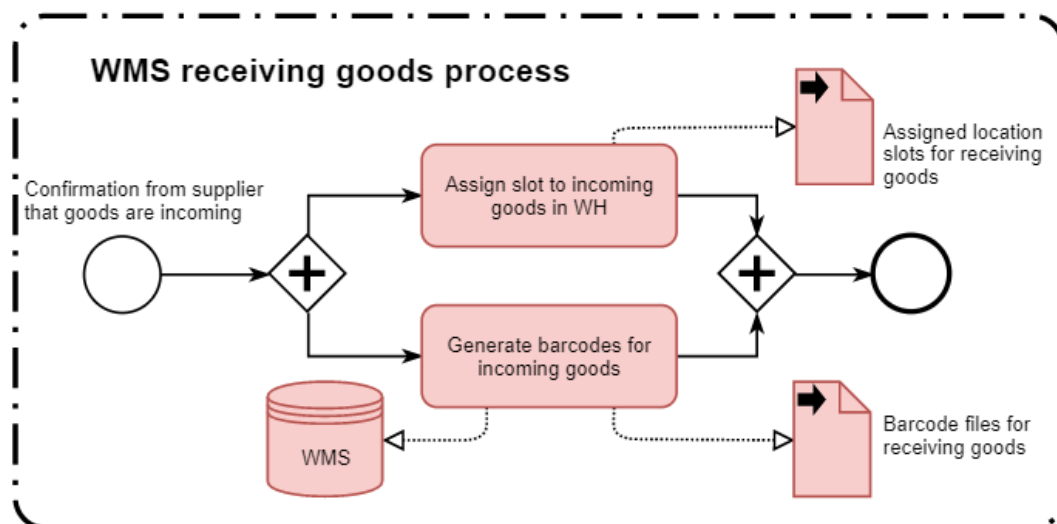 WMS receiving goods process
Confirmation from supplier
that goods are incoming
Assign slot to incoming
goods in WH
Assigned location
slots for receiving
goods
Generate barcodes for
incoming goods
WMS
Barcode files for
receiving goods